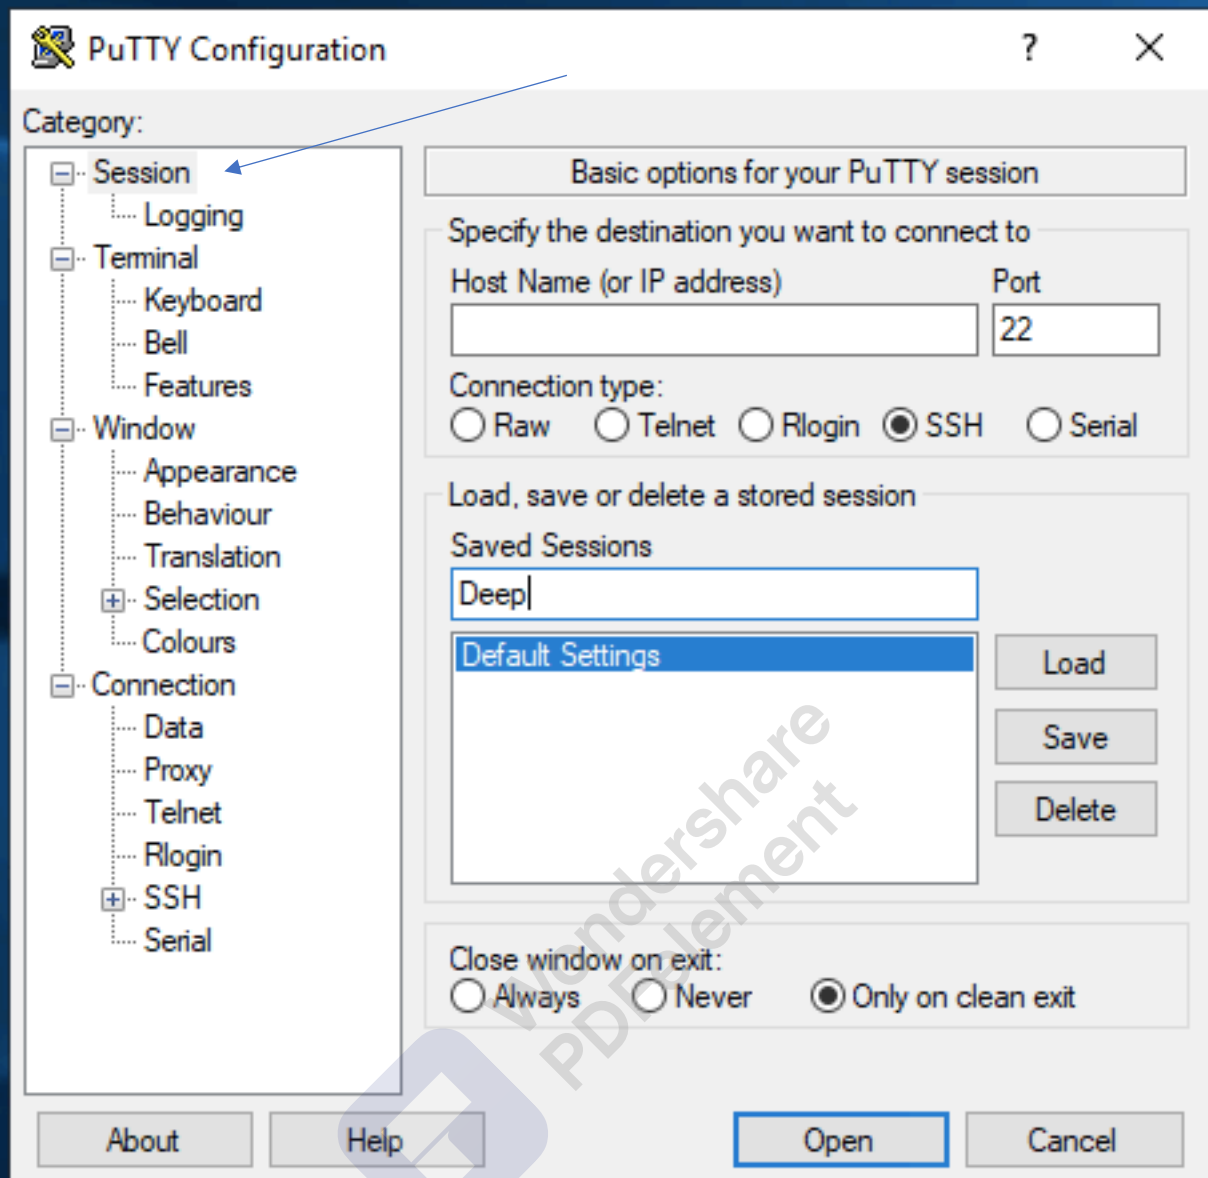 PuTTY Configuration
?
Category:
Session
Logging
Terminal
Keyboard
Bell
Features
Window
Appearance
Behaviour
Translation
Selection
Colours
Connection
Data
Proxy
Telnet
Rlogin
SSH
Serial
Basic options for your PuTTY session
Specify the destination you want to connect to
Host Name (or IP address) Port
22
Connection type:
Raw Telnet Rlogin SSH Serial
Load, save or delete a stored session
Saved Sessions
Deep
Default Settings
Load
Save
Delete
Close window on exit:
Always Never Only on clean exit
About Help Open Cancel
Wondershare
PDFelement